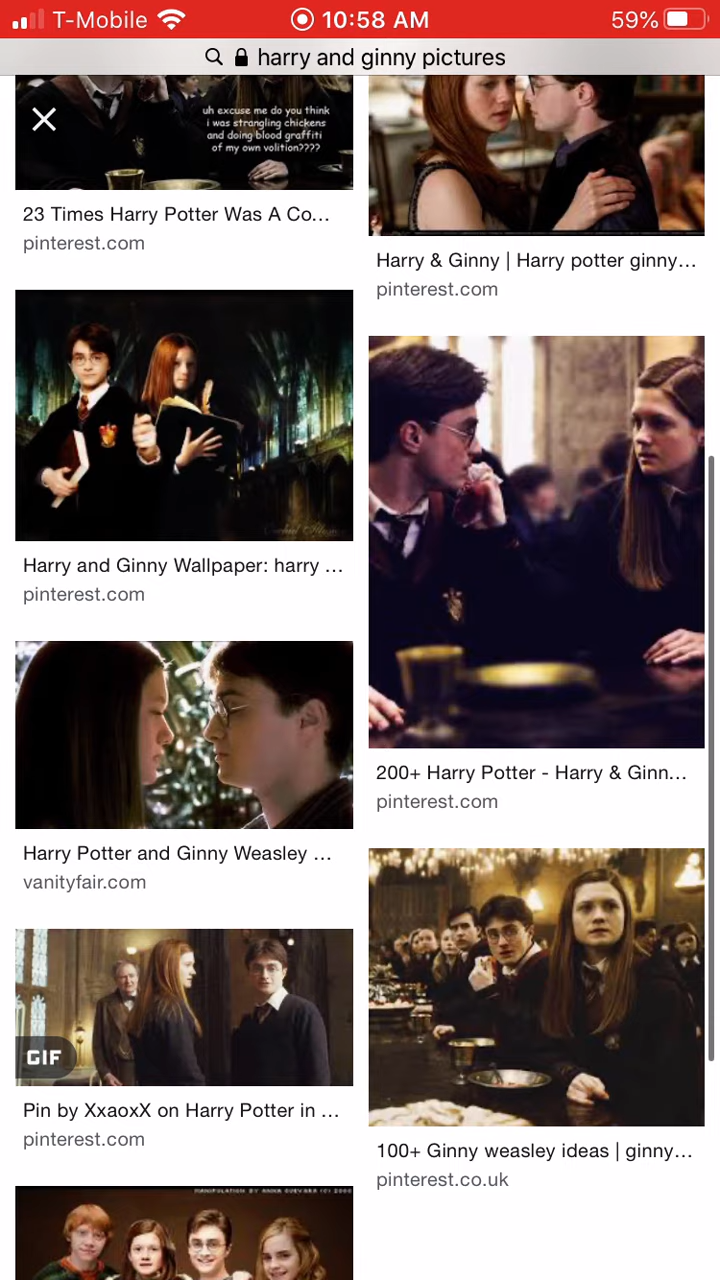 T-Mobile 10:58 AM 59%
harry and ginny pictures
uh excuse me do you think
i was strangling chickens
and doing blood graffiti
of my own volition????
23 Times Harry Potter Was A Co...
pinterest.com
Harry & Ginny | Harry potter ginny...
pinterest.com
Harry and Ginny Wallpaper: harry ...
pinterest.com
200+ Harry Potter - Harry & Ginn...
pinterest.com
Harry Potter and Ginny Weasley ...
vanityfair.com
GIF
Pin by XxaoxX on Harry Potter in ...
pinterest.com
100+ Ginny weasley ideas | ginny...
pinterest.co.uk
MANIPULATION BY ANNA